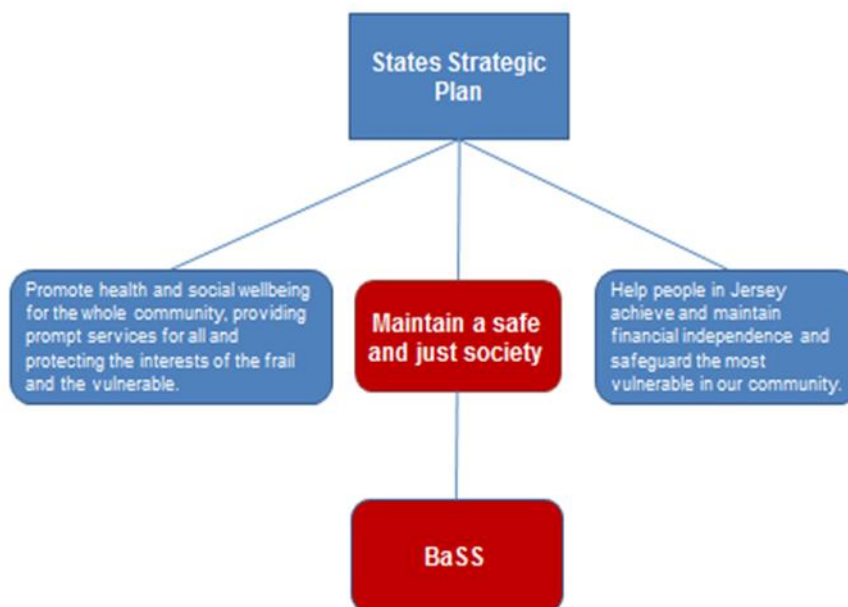 States Strategic
Plan
Promote health and social wellbeing
for the whole community, providing
prompt services for all and
protecting the interests of the frail
and the vulnerable.
Maintain a safe
and just society
Help people in Jersey
achieve and maintain
financial independence and
safeguard the most
vulnerable in our community.
BaSS